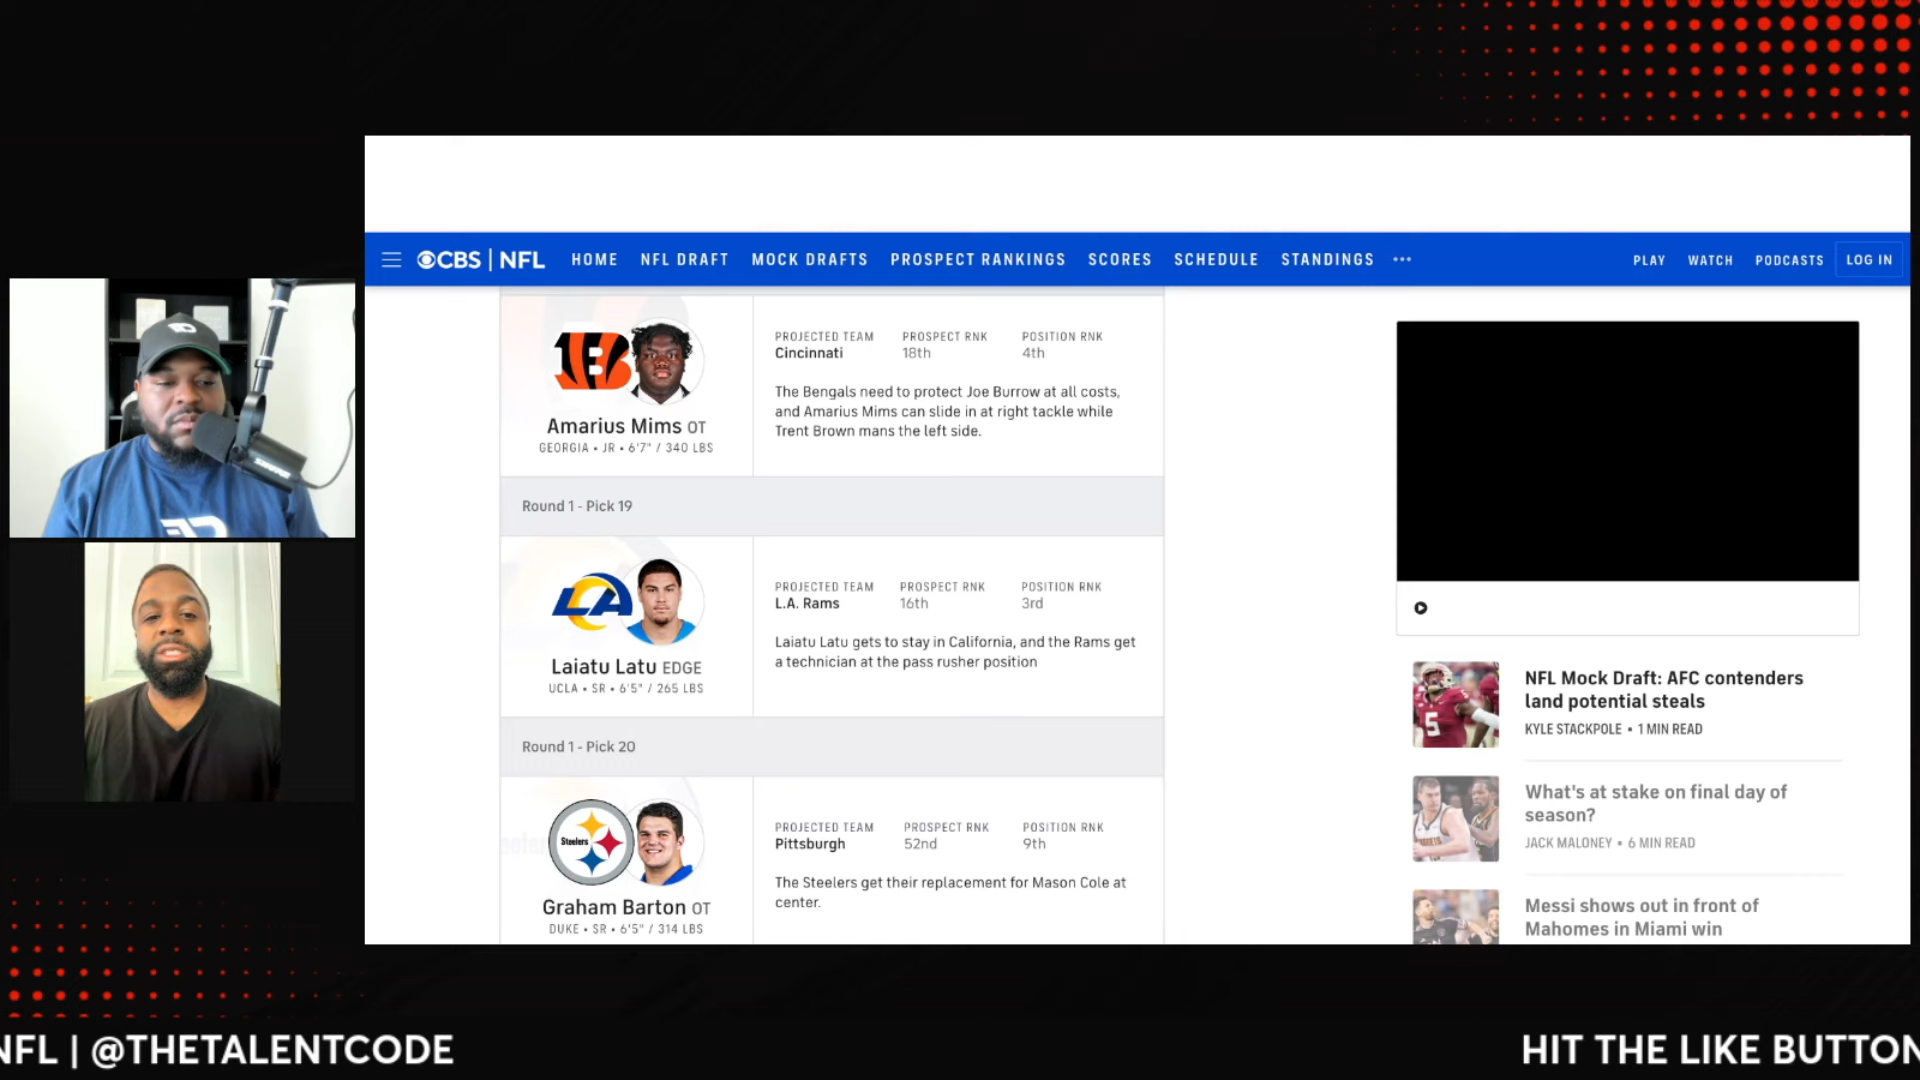 CBS | NFL
HOME
NFL DRAFT
MOCK DRAFTS
PROSPECT RANKINGS
SCORES
SCHEDULE
STANDINGS
•••
PLAY
WATCH
PODCASTS
LOG IN
Amarius Mims OT
GEORGIA • JR • 6'7" / 340 LBS
PROJECTED TEAM PROSPECT RNK POSITION RNK
Cincinnati 18th 4th
The Bengals need to protect Joe Burrow at all costs,
and Amarius Mims can slide in at right tackle while
Trent Brown mans the left side.
Round 1 - Pick 19
Laiatu Latu EDGE
UCLA • SR • 6'5" / 265 LBS
PROJECTED TEAM PROSPECT RNK POSITION RNK
L.A. Rams 16th 3rd
Laiatu Latu gets to stay in California, and the Rams get
a technician at the pass rusher position
Round 1 - Pick 20
Steelers
Graham Barton OT
DUKE • SR • 6'5" / 314 LBS
PROJECTED TEAM PROSPECT RNK POSITION RNK
Pittsburgh 52nd 9th
The Steelers get their replacement for Mason Cole at
center.
NFL Mock Draft: AFC contenders
land potential steals
KYLE STACKPOLE • 1 MIN READ
What's at stake on final day of
season?
JACK MALONEY • 6 MIN READ
Messi shows out in front of
Mahomes in Miami win
NFL | @THETALENTCODE
HIT THE LIKE BUTTON